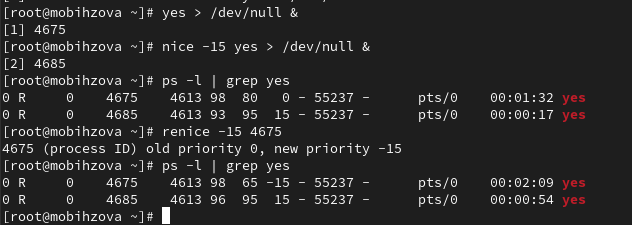 [root@mobihzova ~]# yes > /dev/null &
[1] 4675
[root@mobihzova ~]# nice -15 yes > /dev/null &
[2] 4685
[root@mobihzova ~]# ps -l | grep yes
0 R     0    4675    4613 98  80   0 - 55237 -      pts/0    00:01:32 yes
0 R     0    4685    4613 93  95  15 - 55237 -      pts/0    00:00:17 yes
[root@mobihzova ~]# renice -15 4675
4675 (process ID) old priority 0, new priority -15
[root@mobihzova ~]# ps -l | grep yes
0 R     0    4675    4613 98  65 -15 - 55237 -      pts/0    00:02:09 yes
0 R     0    4685    4613 96  95  15 - 55237 -      pts/0    00:00:54 yes
[root@mobihzova ~]#